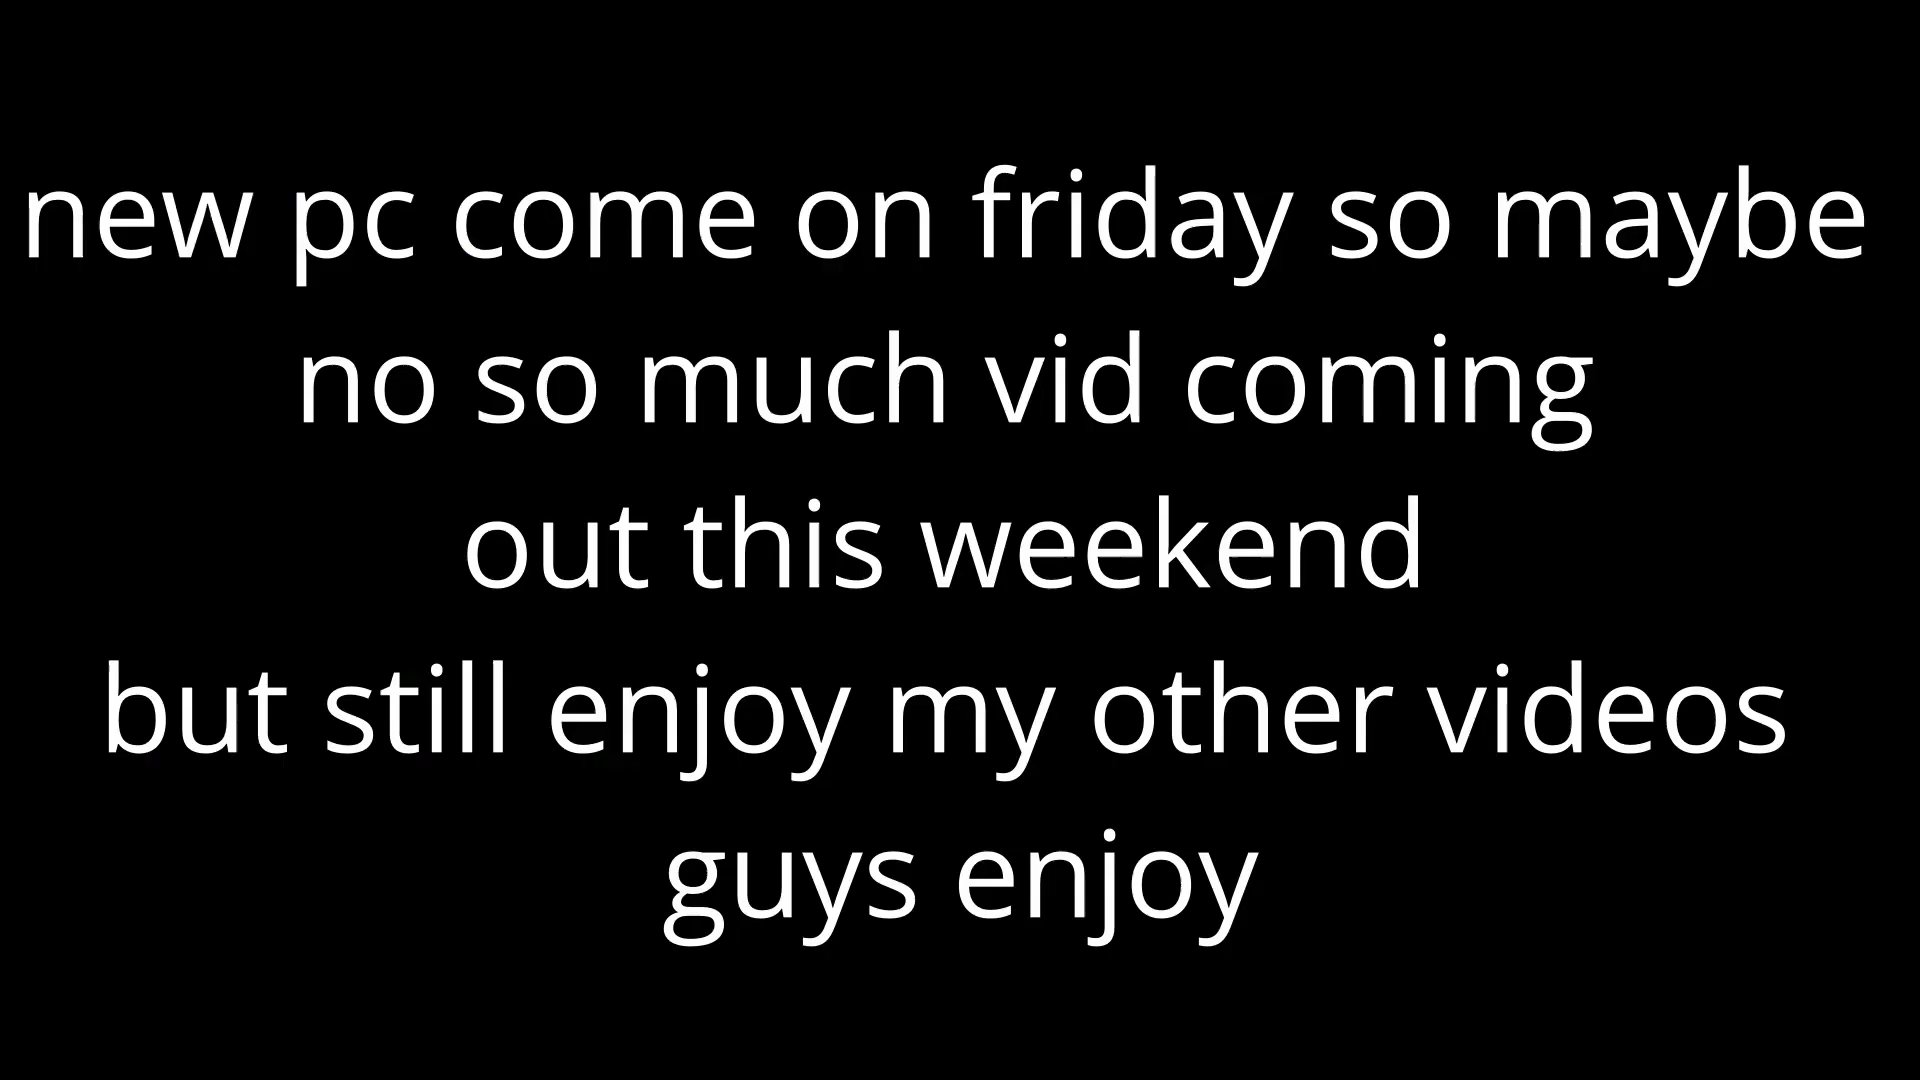 new pc come on friday so maybe
no so much vid coming
out this weekend
but still enjoy my other videos
guys enjoy